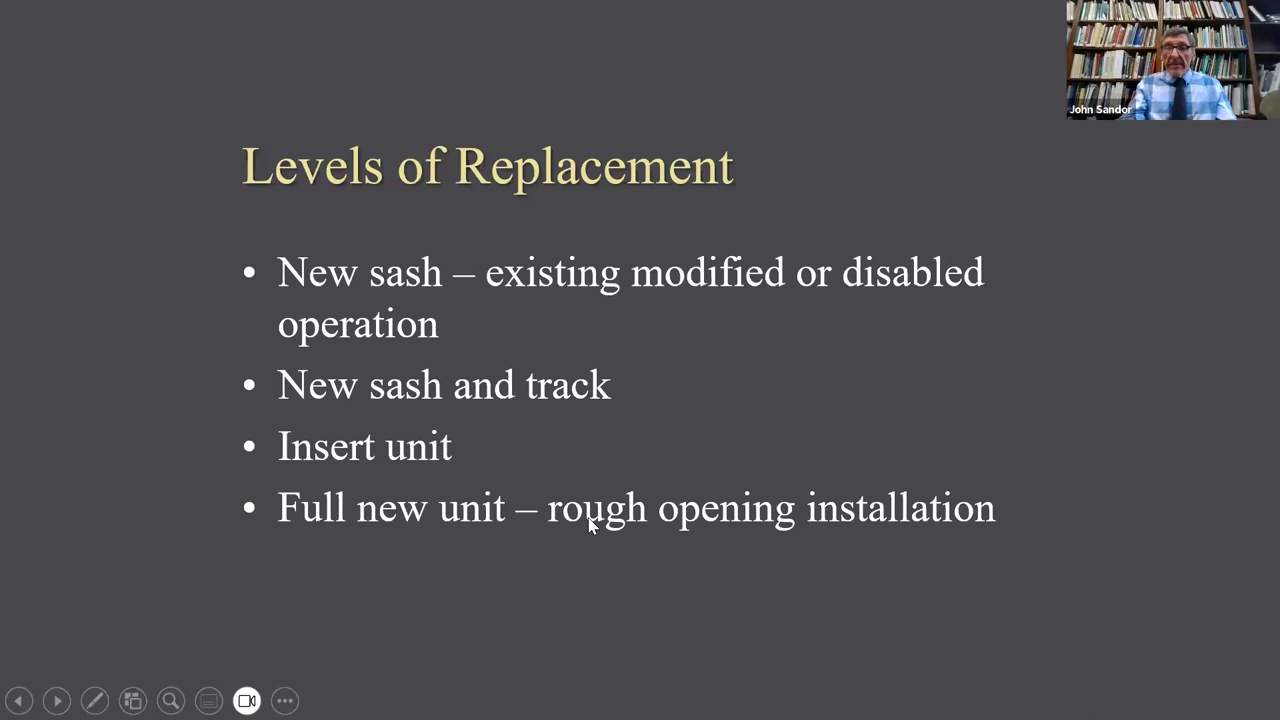 John Sandor
Levels of Replacement
• New sash – existing modified or disabled
operation
• New sash and track
• Insert unit
• Full new unit – rough opening installation